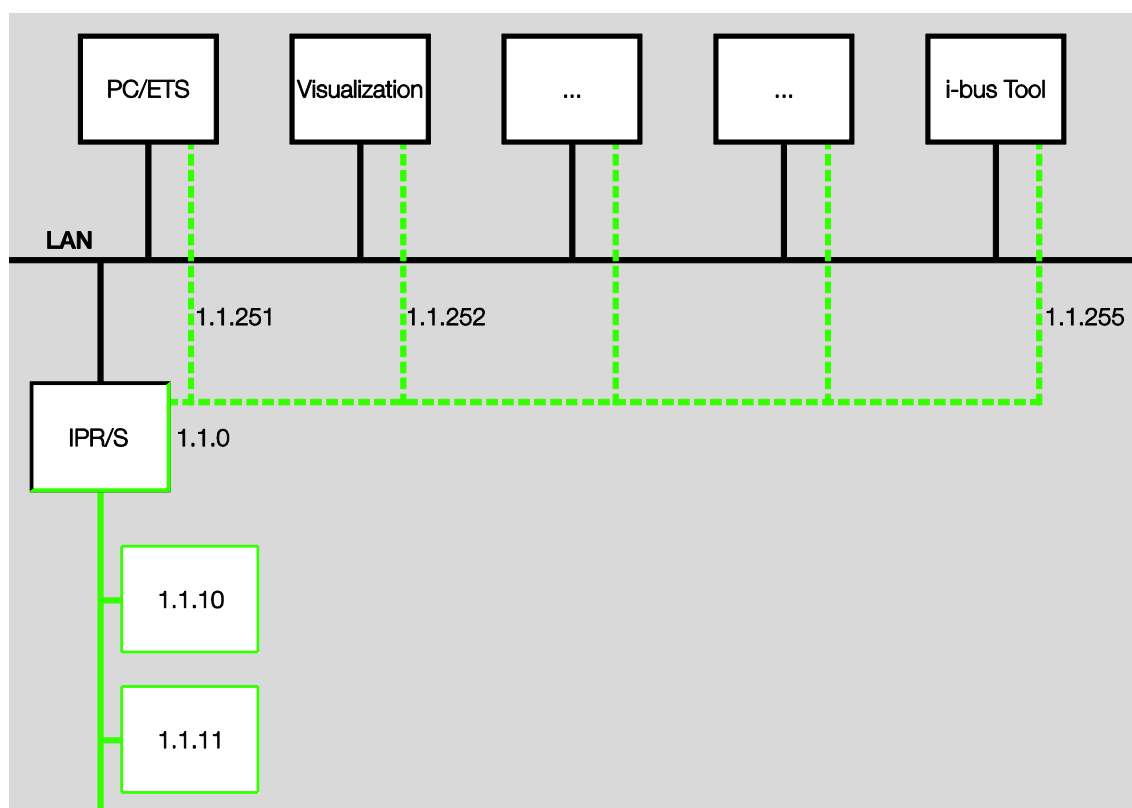 PC/ETS
Visualization
...
...
i-bus Tool
LAN
1.1.251
1.1.252
1.1.255
IPR/S
1.1.0
1.1.10
1.1.11